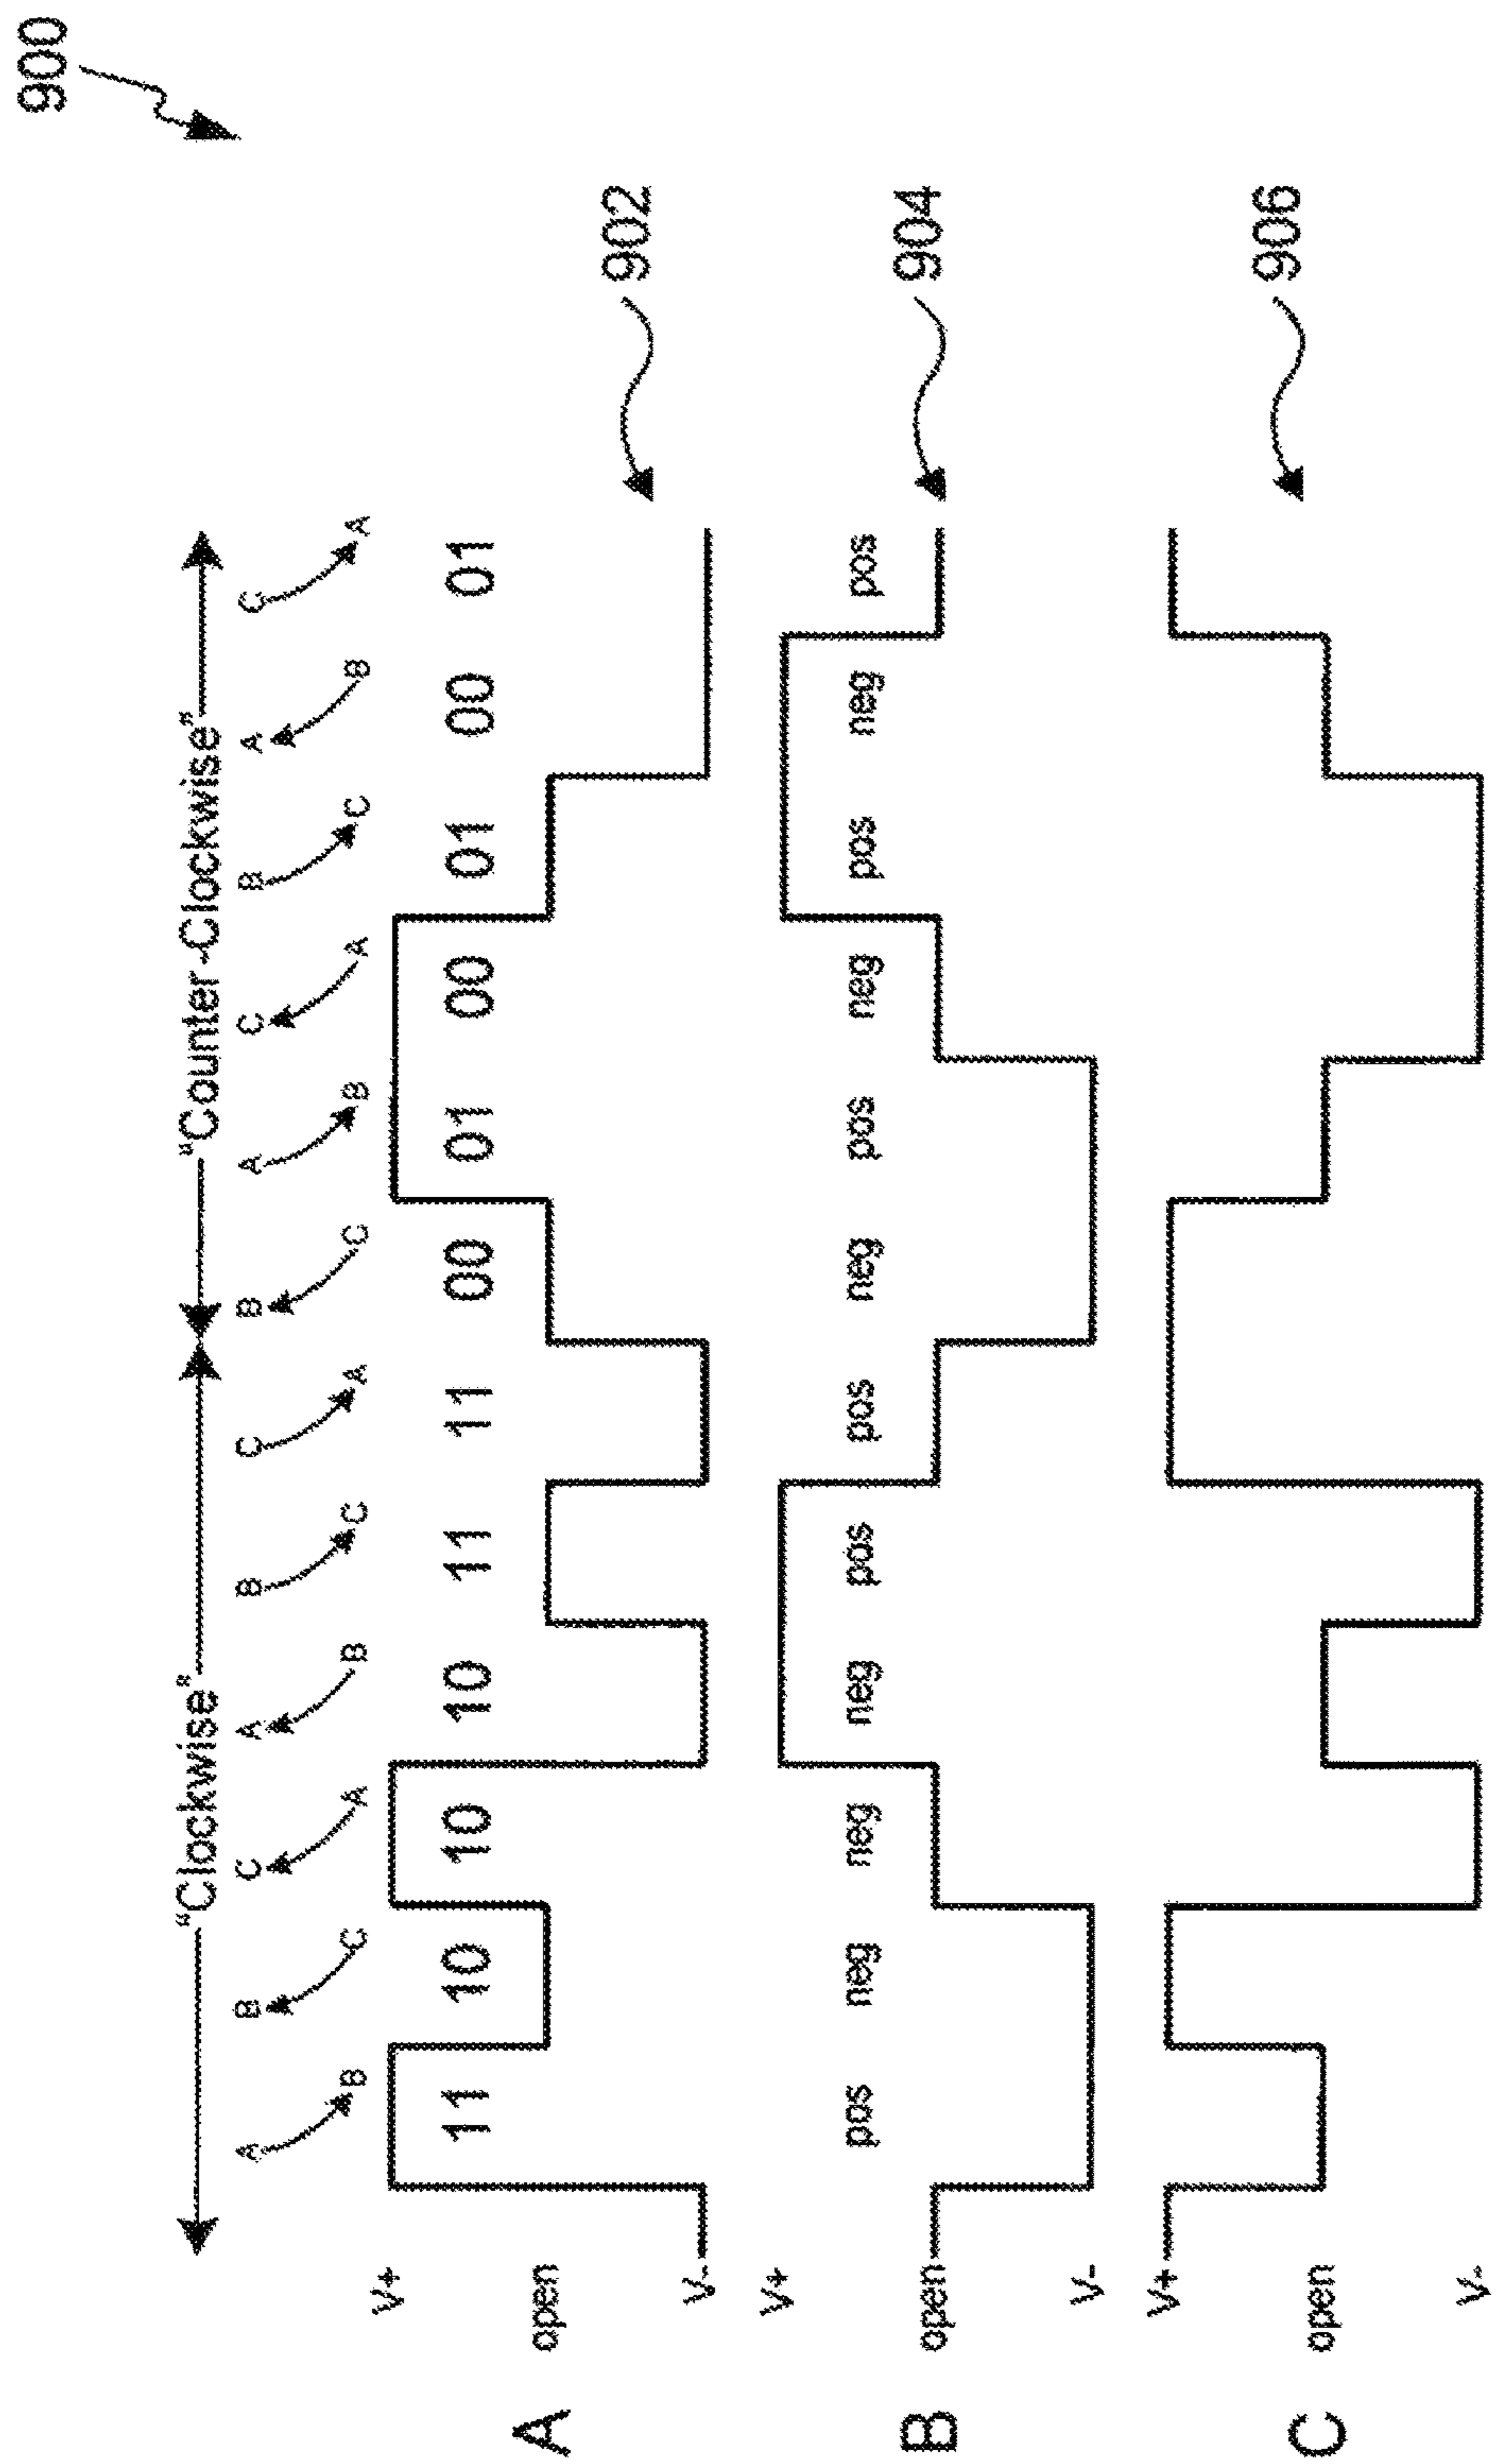 900
“Clockwise” “Counter-Clockwise”
A B C A B C B A C B A C
B C A B C A C B A C B A
V+
11 10 10 10 11 11 00 01 00 01 00 01
A open
902
V-
V+
pos neg neg neg pos pos neg pos neg pos neg pos
B open
904
V-
V+
906
C open
V-